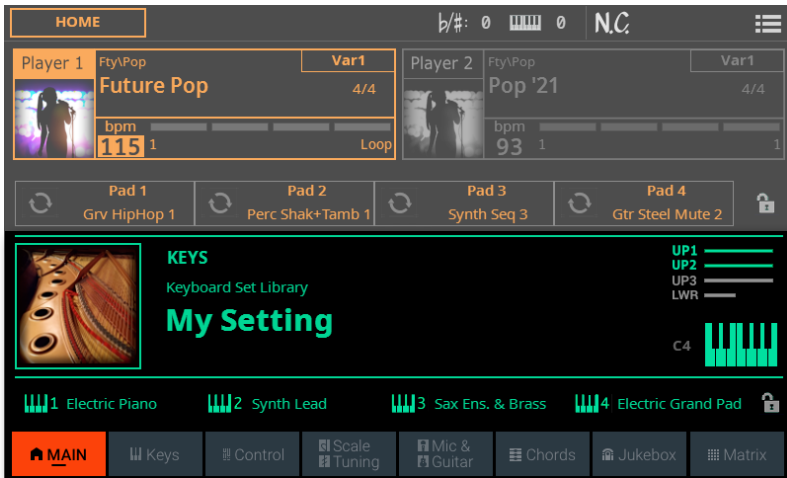 HOME
♭/#: 0 0 N.C.
Player 1 Fty\Pop Var1
Future Pop 4/4
bpm
115 1 Loop
Player 2 Fty\Pop Var1
Pop '21 4/4
bpm
93 1 1
Pad 1
Grv HipHop 1
Pad 2
Perc Shak+Tamb 1
Pad 3
Synth Seq 3
Pad 4
Gtr Steel Mute 2
KEYS
Keyboard Set Library
My Setting
UP1
UP2
UP3
LWR
C4
1 Electric Piano
2 Synth Lead
3 Sax Ens. & Brass
4 Electric Grand Pad
MAIN
Keys
Control
Scale
Tuning
Mic &
Guitar
Chords
Jukebox
Matrix